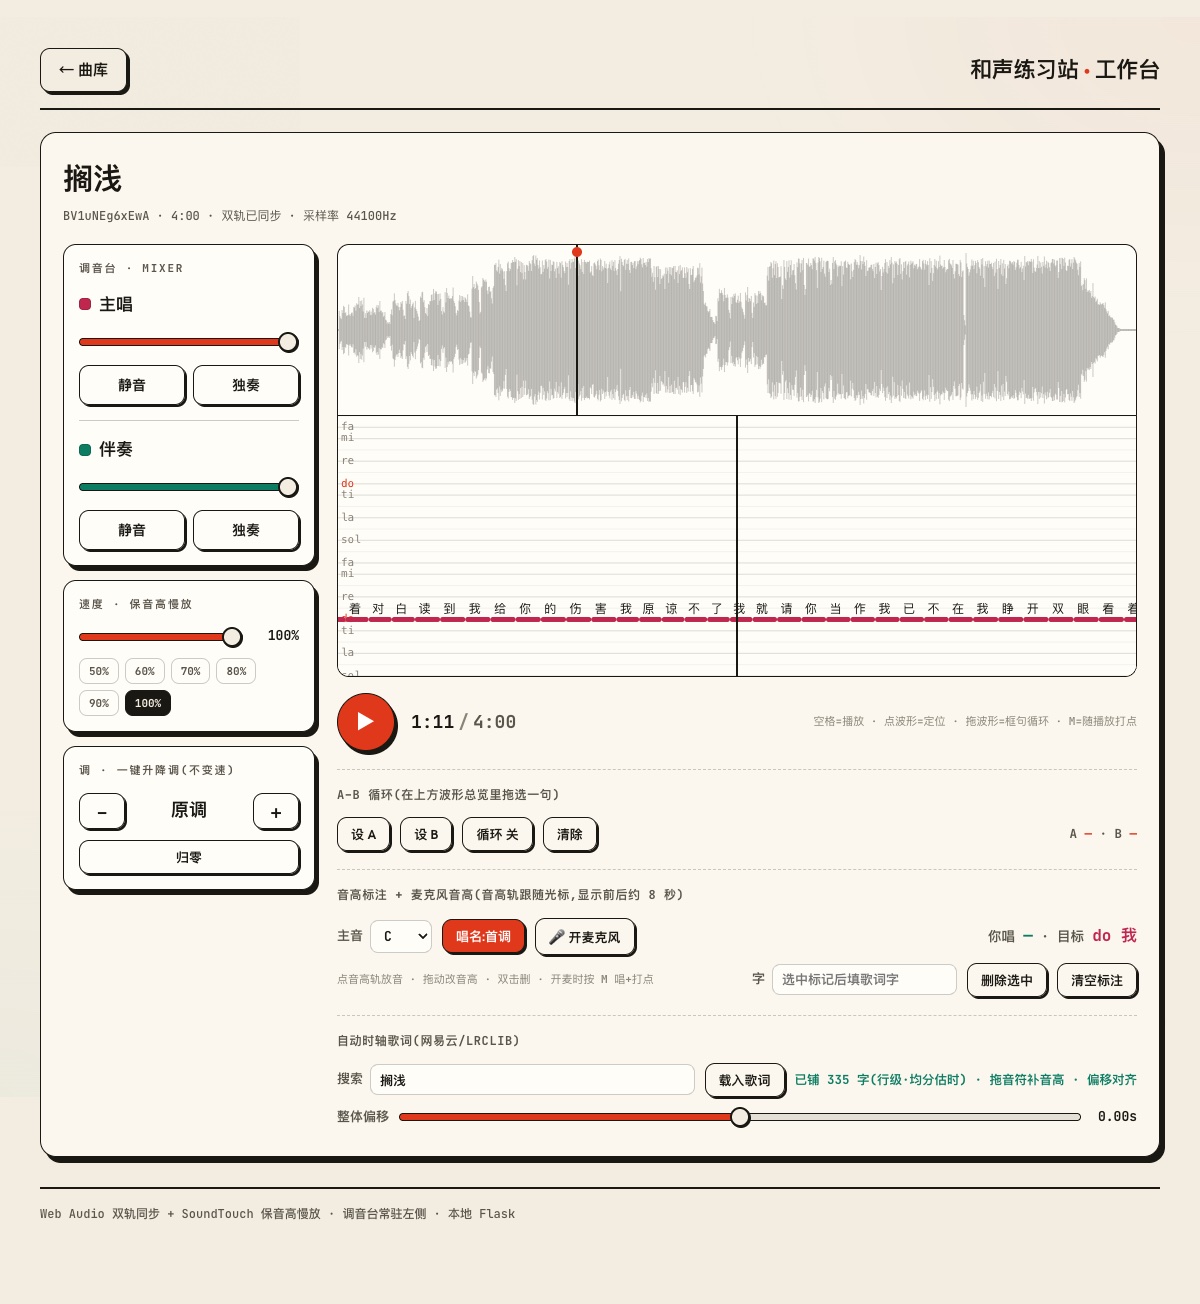 ← 曲库
和声练习站•工作台
搁浅
BV1uNEg6xEwA · 4:00 · 双轨已同步 · 采样率 44100Hz
调音台 · MIXER
主唱
静音 独奏
伴奏
静音 独奏
速度 · 保音高慢放
100%
50% 60% 70% 80%
90% 100%
调 · 一键升降调(不变速)
− 原调 +
归零
fa
mi
re
do
ti
la
sol
fa
mi
re
看 对 白 读 到 我 给 你 的 伤 害 我 原 谅 不 了 我 就 请 你 当 作 我 已 不 在 我 睁 开 双 眼 看 着
ti
la
sol
1:11 / 4:00
空格=播放 · 点波形=定位 · 拖波形=框句循环 · M=随播放打点
A-B 循环(在上方波形总览里拖选一句)
设 A 设 B 循环 关 清除
A — · B —
音高标注 + 麦克风音高(音高轨跟随光标,显示前后约 8 秒)
主音 C 唱名:首调 🎤 开麦克风
你唱 — · 目标 do 我
点音高轨放音 · 拖动改音高 · 双击删 · 开麦时按 M 唱+打点
字 选中标记后填歌词字 删除选中 清空标注
自动时轴歌词(网易云/LRCLIB)
搜索 搁浅 载入歌词 已铺 335 字(行级·均分估时) · 拖音符补音高 · 偏移对齐
整体偏移 0.00s
Web Audio 双轨同步 + SoundTouch 保音高慢放 · 调音台常驻左侧 · 本地 Flask